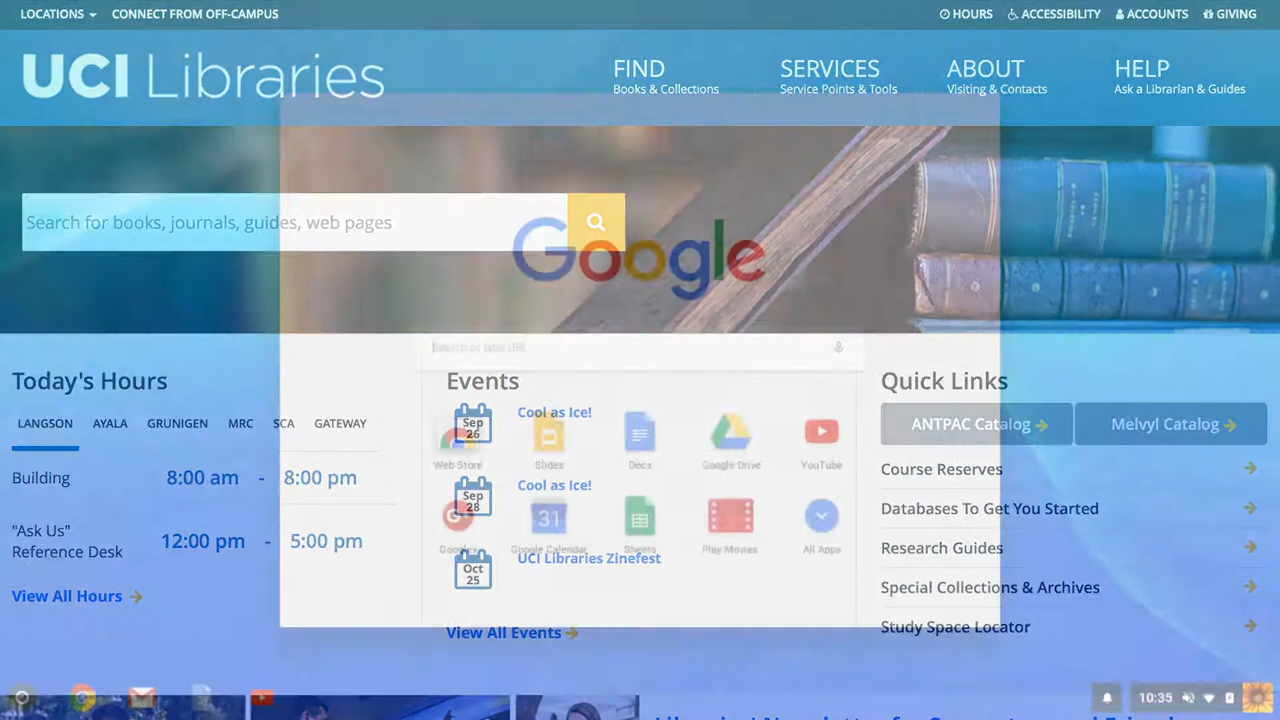 LOCATIONS CONNECT FROM OFF-CAMPUS HOURS ACCESSIBILITY ACCOUNTS GIVING
UCI Libraries
FIND
Books & Collections
SERVICES
Service Points & Tools
ABOUT
Visiting & Contacts
HELP
Ask a Librarian & Guides
Search for books, journals, guides, web pages
Google
Search or type URL
Today's Hours
LANGSON AYALA GRUNIGEN MRC SCA GATEWAY
Building 8:00 am - 8:00 pm
"Ask Us"
Reference Desk 12:00 pm - 5:00 pm
View All Hours
Events
Sep
26
Cool as Ice!
Sep
28
Cool as Ice!
Oct
25
UCI Libraries Zinefest
View All Events
Web Store Slides Docs Google Drive YouTube
Google Google Calendar Sheets Play Movies All Apps
31
Quick Links
ANTPAC Catalog Melvyl Catalog
Course Reserves
Databases To Get You Started
Research Guides
Special Collections & Archives
Study Space Locator
10:35